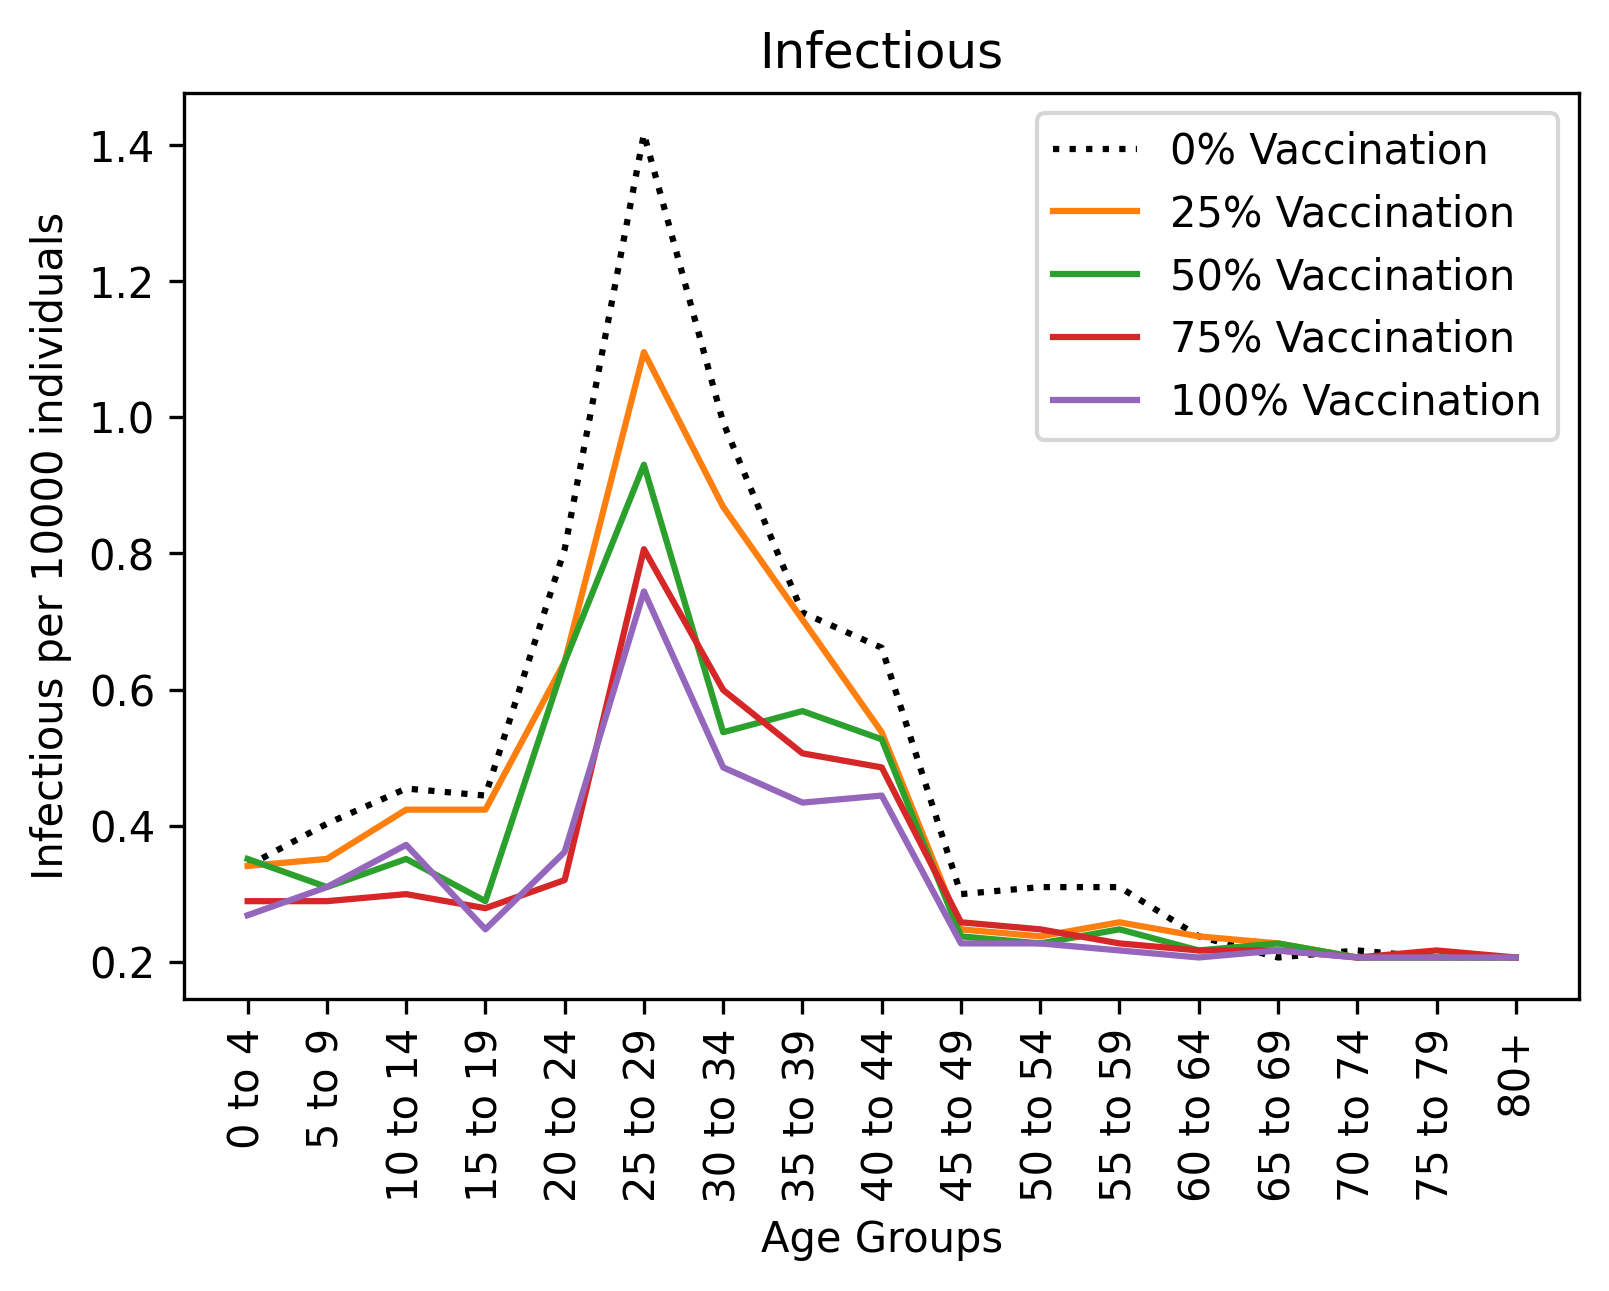 Infectious
1.4
1.2
1.0
0.8
0.6
0.4
0.2
Infectious per 10000 individuals
0% Vaccination
25% Vaccination
50% Vaccination
75% Vaccination
100% Vaccination
0 to 4
5 to 9
10 to 14
15 to 19
20 to 24
25 to 29
30 to 34
35 to 39
40 to 44
45 to 49
50 to 54
55 to 59
60 to 64
65 to 69
70 to 74
75 to 79
80+
Age Groups